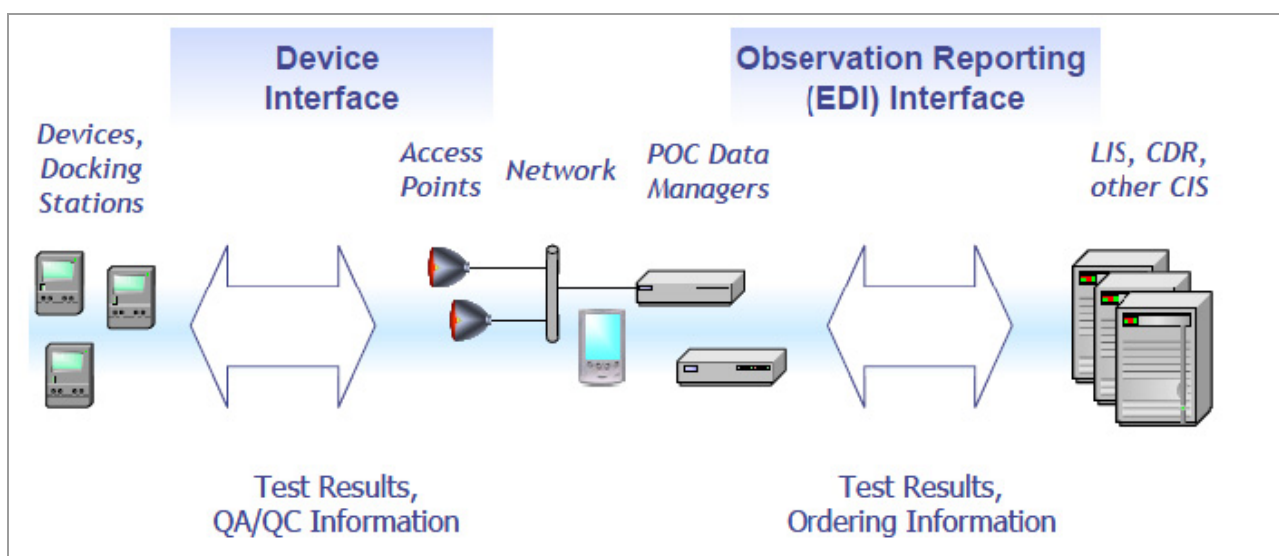 Device
Interface
Observation Reporting
(EDI) Interface
Devices,
Docking
Stations
Access
Points
Network
POC Data
Managers
LIS, CDR,
other CIS
Test Results,
QA/QC Information
Test Results,
Ordering Information